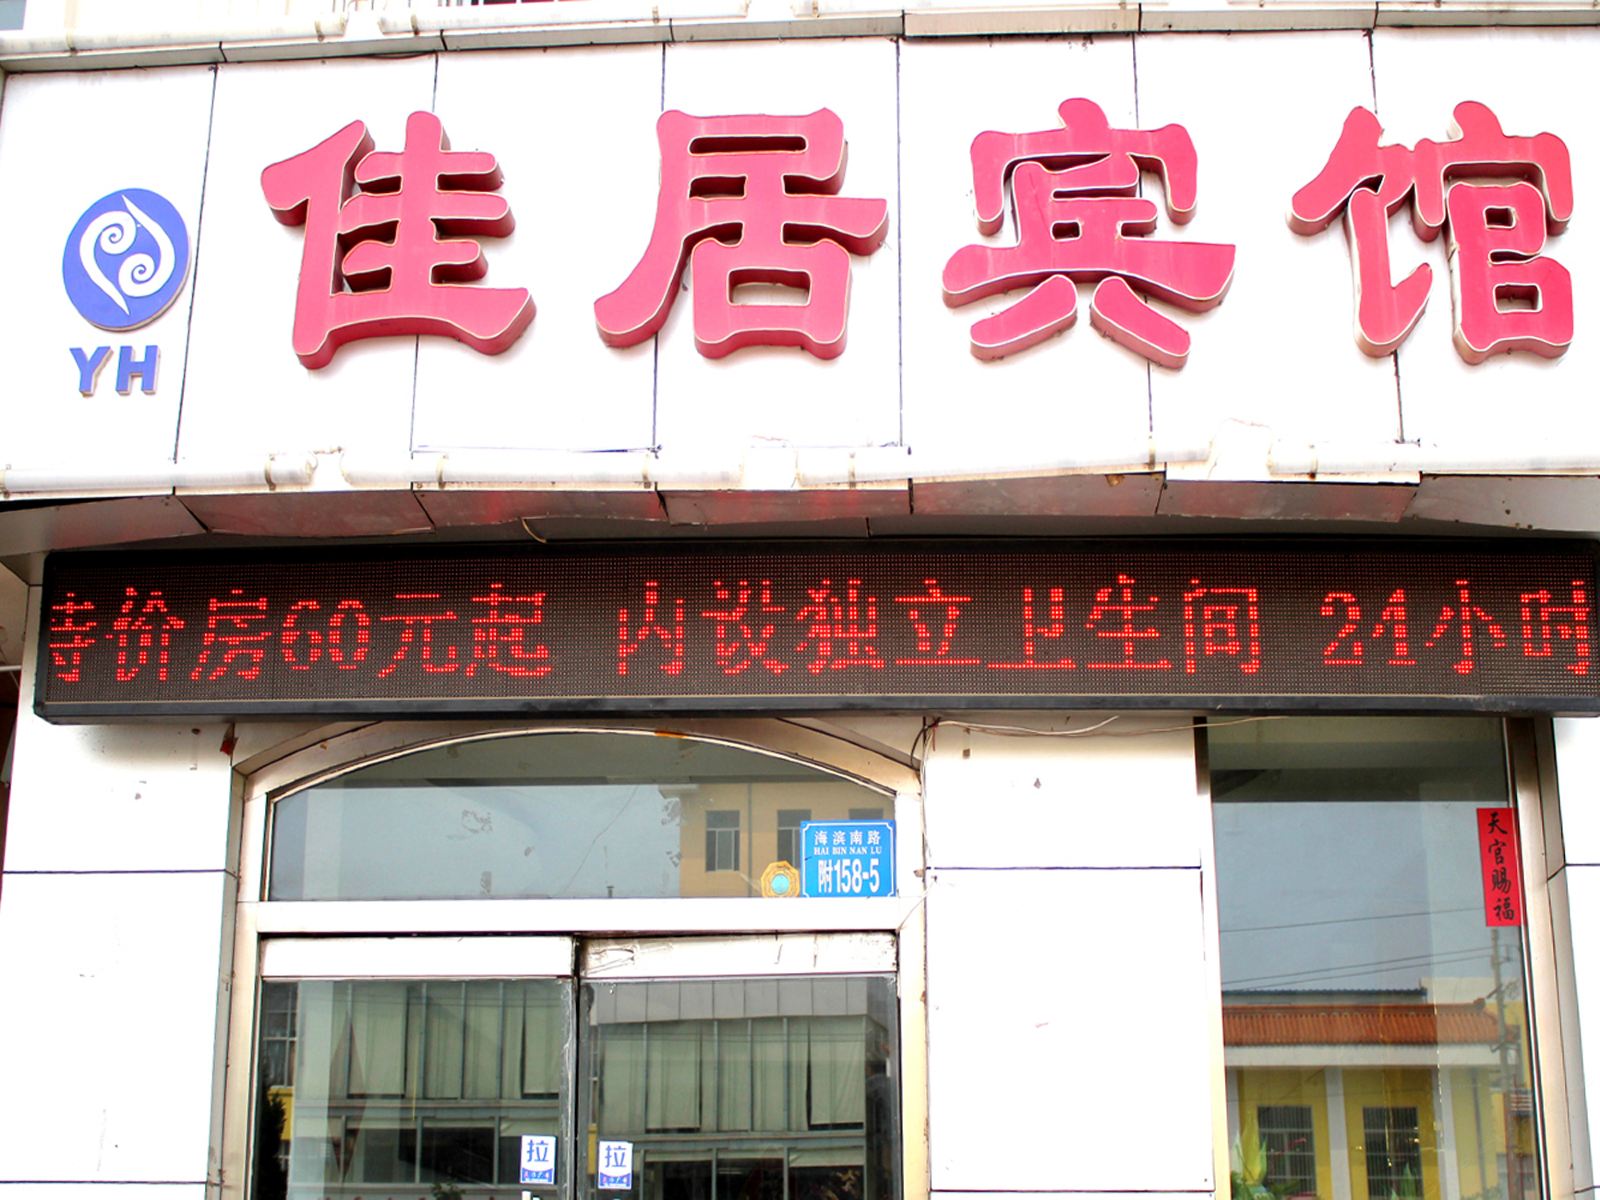 佳居宾馆
YH
特价房60元起 内设独立卫生间 24小时
海滨南路
HAI BIN NAN LU
附158-5
天官赐福
拉
拉